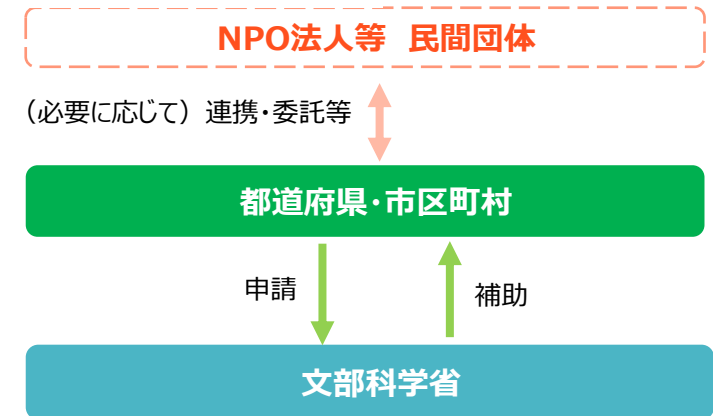 NPO法人等 民間団体
（必要に応じて）連携・委託等
都道府県・市区町村
申請
補助
文部科学省